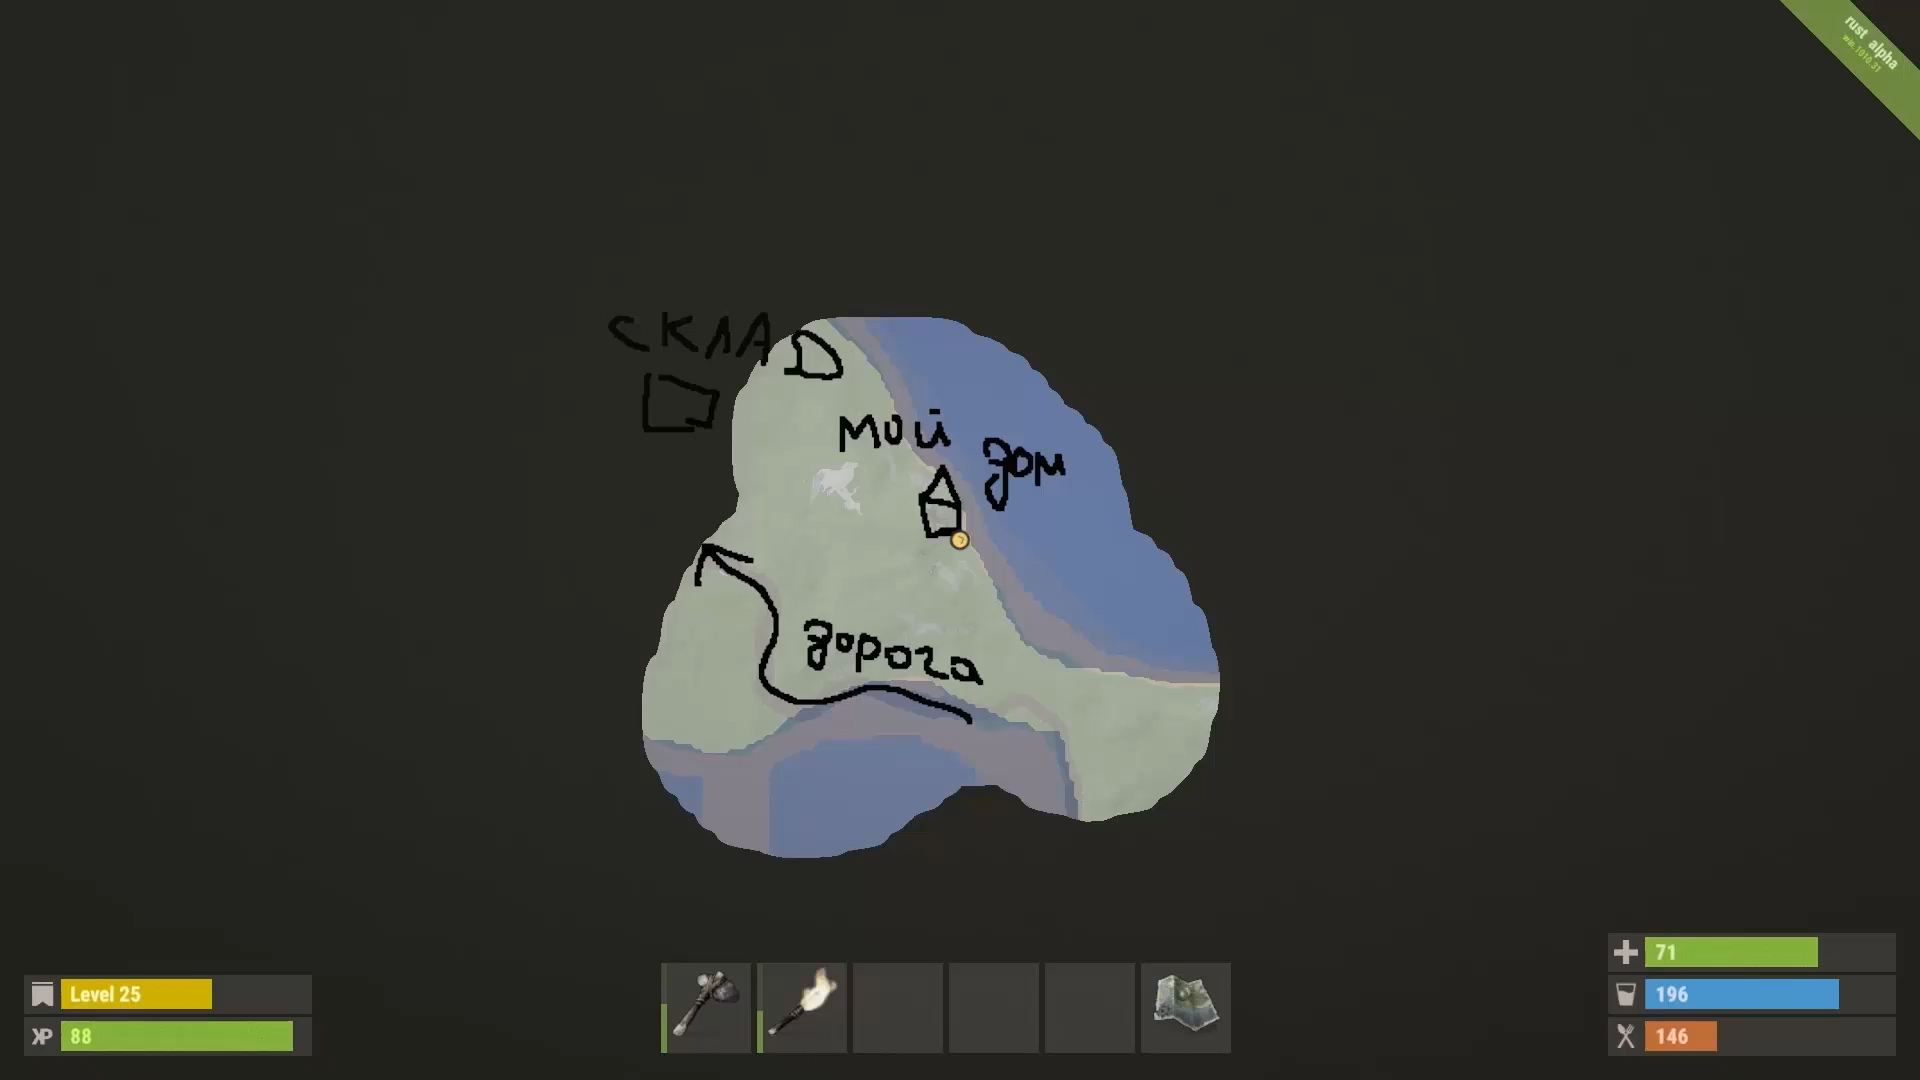 rust alpha
СКЛАД
мой дом
дорога
Level 25
XP 88
71
196
146